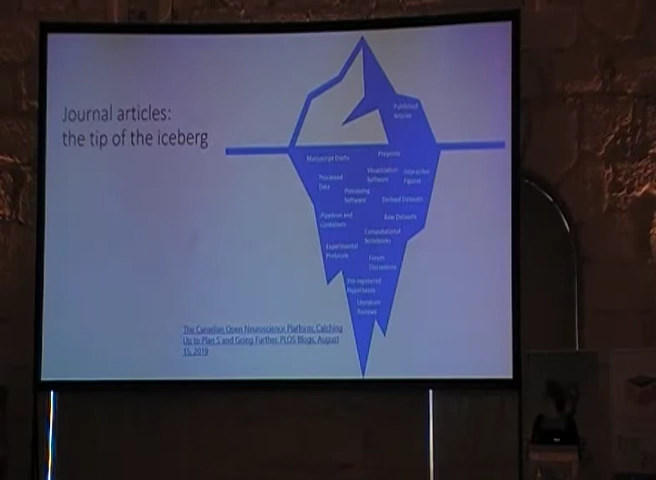 Journal articles:
the tip of the iceberg
Published
Articles
Manuscript Drafts
Preprints
Visualization
Software
Interactive
Figures
Processed
Data
Processing
Software
Derived Datasets
Pipelines and
Containers
Raw Datasets
Computational
Notebooks
Experimental
Protocols
Forum
Discussions
Pre-registered
Hypothesis
Literature
Reviews
The Canadian Open Neuroscience Platform, Catching
Up to Plan S and Going Further, PLOS Blogs, August
15, 2019